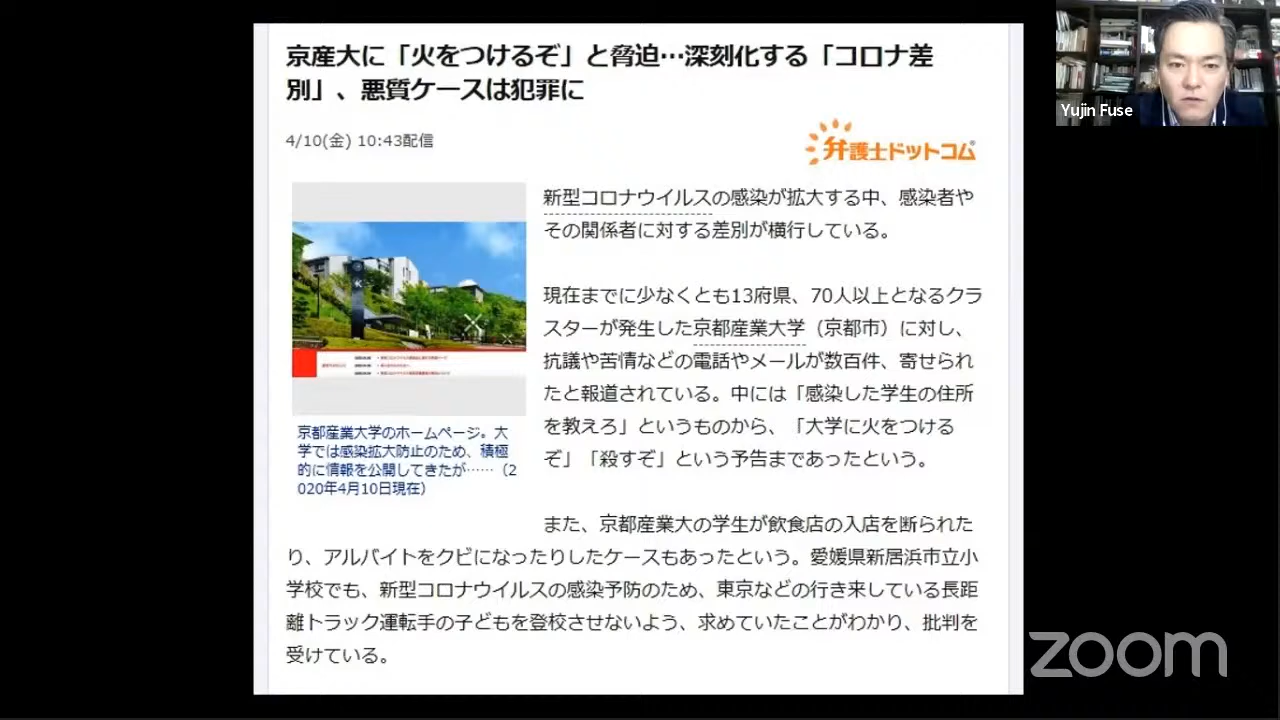 京産大に「火をつけるぞ」と脅迫…深刻化する「コロナ差
別」、悪質ケースは犯罪に
4/10(金) 10:43配信
弁護士ドットコム
新型コロナウイルスの感染が拡大する中、感染者や
その関係者に対する差別が横行している。
現在までに少なくとも13府県、70人以上となるクラ
スターが発生した京都産業大学（京都市）に対し、
抗議や苦情などの電話やメールが数百件、寄せられ
たと報道されている。中には「感染した学生の住所
を教えろ」というものから、「大学に火をつける
ぞ」「殺すぞ」という予告まであったという。
京都産業大学のホームページ。大
学では感染拡大防止のため、積極
的に情報を公開してきたが……（2
020年4月10日現在）
また、京都産業大の学生が飲食店の入店を断られた
り、アルバイトをクビになったりしたケースもあったという。愛媛県新居浜市立小
学校でも、新型コロナウイルスの感染予防のため、東京などの行き来している長距
離トラック運転手の子どもを登校させないよう、求めていたことがわかり、批判を
受けている。
Yujin Fuse
zoom